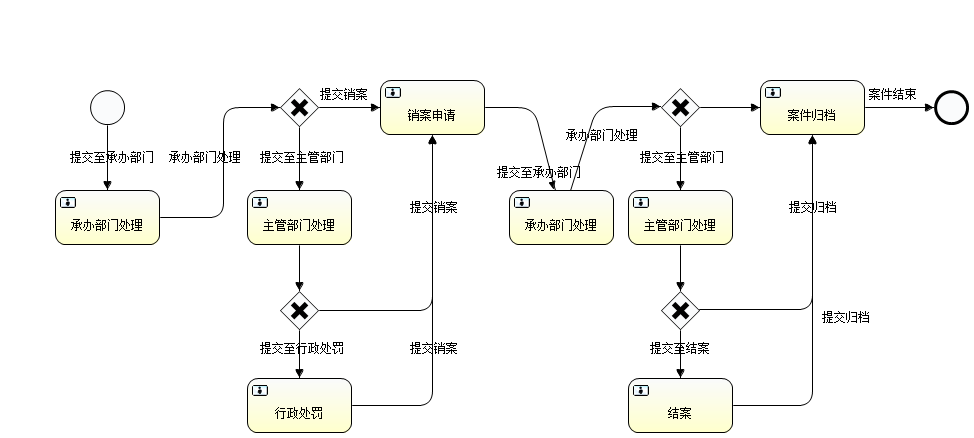 提交销案
案件结束
销案申请
案件归档
承办部门处理
提交至承办部门
承办部门处理
提交至主管部门
提交至主管部门
提交至承办部门
提交销案
提交归档
承办部门处理
主管部门处理
承办部门处理
主管部门处理
提交归档
提交至行政处罚
提交销案
提交至结案
行政处罚
结案